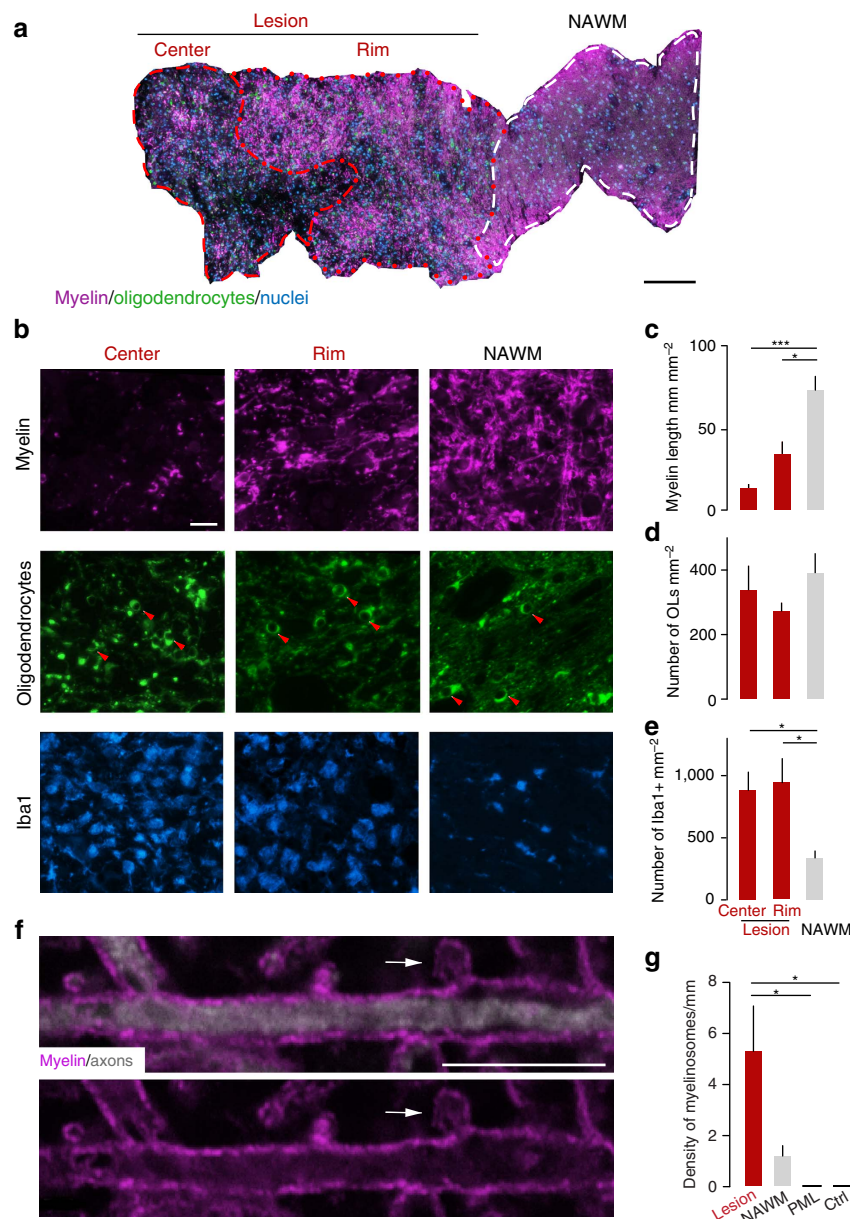 a
Lesion
Center Rim NAWM
Myelin/oligodendrocytes/nuclei
b
Center Rim NAWM
Myelin
Oligodendrocytes
Iba1
c
Myelin length mm mm⁻²
100
50
0
***
*
d
Number of OLs mm⁻²
400
200
0
e
Number of Iba1+ mm⁻²
1,000
500
0
*
*
Center Rim
Lesion NAWM
f
Myelin/axons
g
Density of myelinosomes/mm
8
6
4
2
0
*
*
Lesion
NAWM
PML
Ctrl